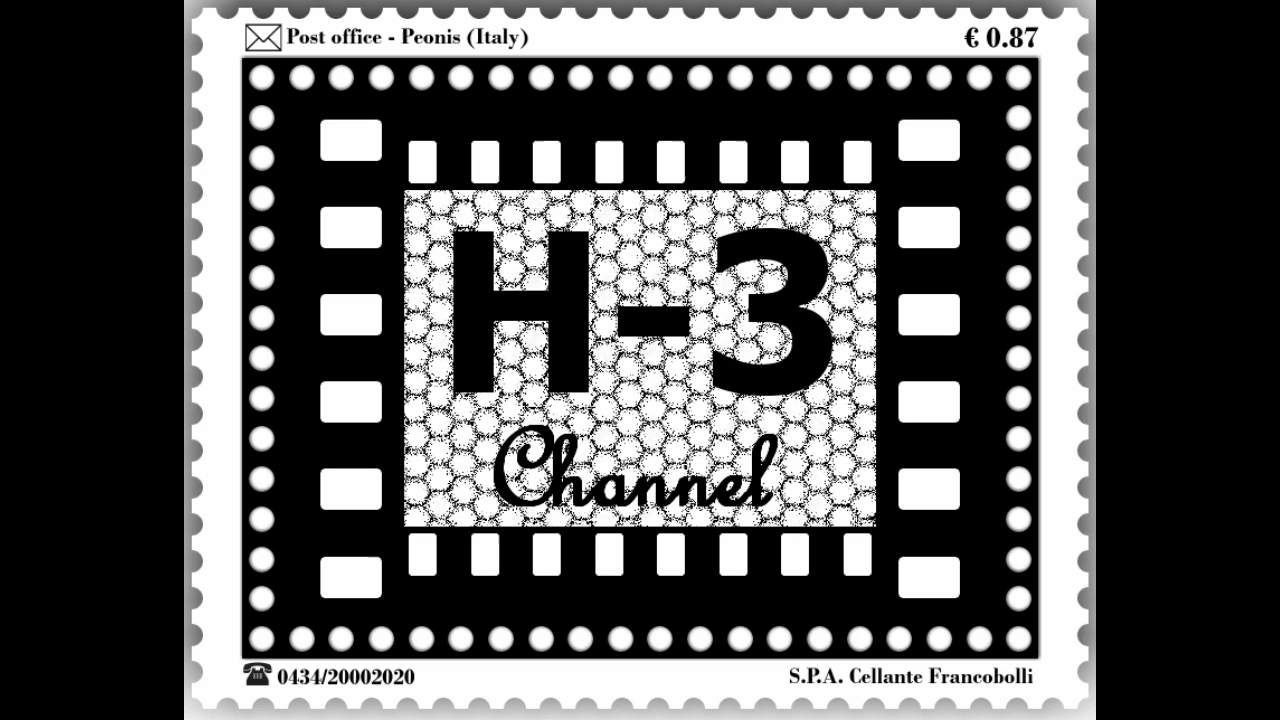 Post office - Peonis (Italy)
€ 0.87
H-3
Channel
0434/20002020
S.P.A. Cellante Francobolli